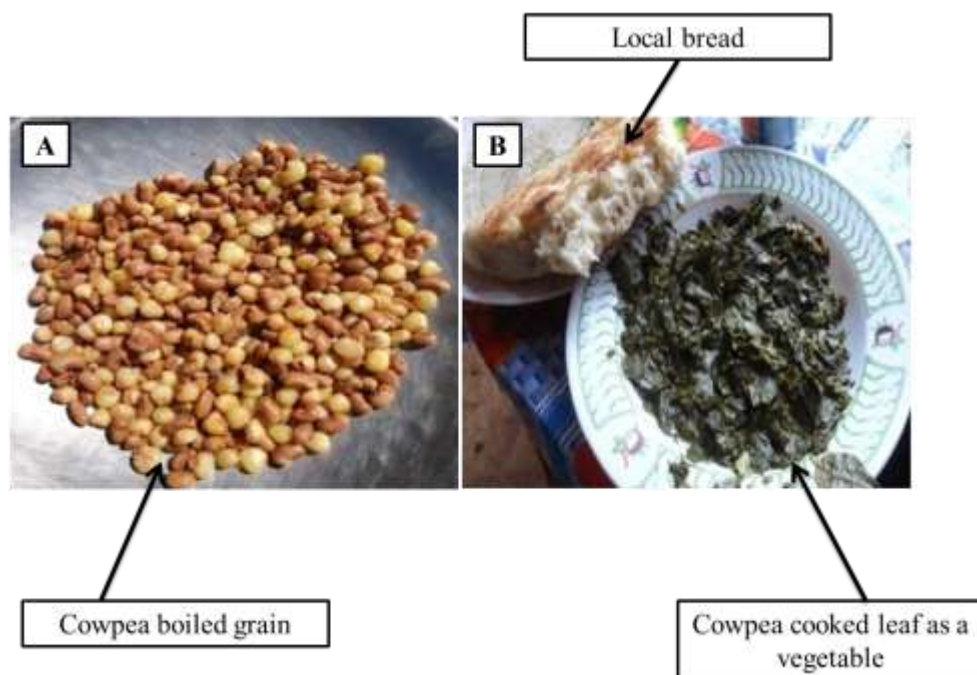 Local bread
A
B
Cowpea boiled grain
Cowpea cooked leaf as a
vegetable